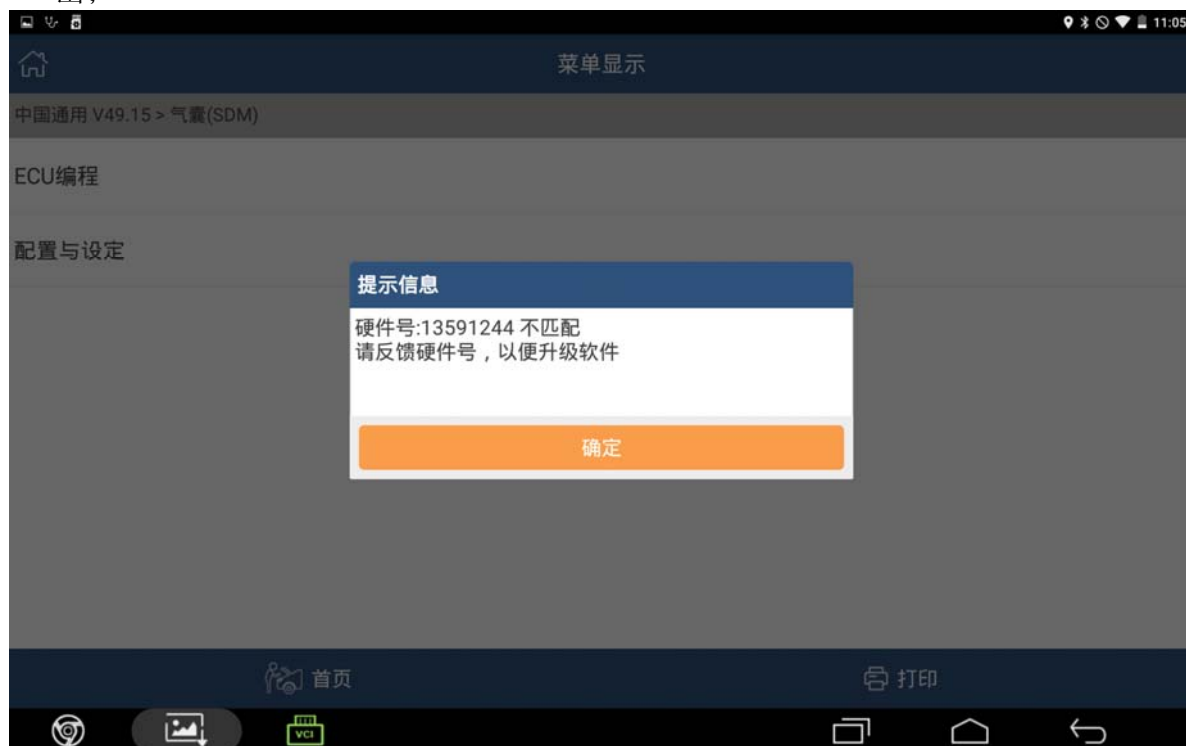 11:05
菜单显示
中国通用 V49.15 > 气囊(SDM)
ECU编程
配置与设定
提示信息
硬件号:13591244 不匹配
请反馈硬件号，以便升级软件
确定
首页
打印
VCI